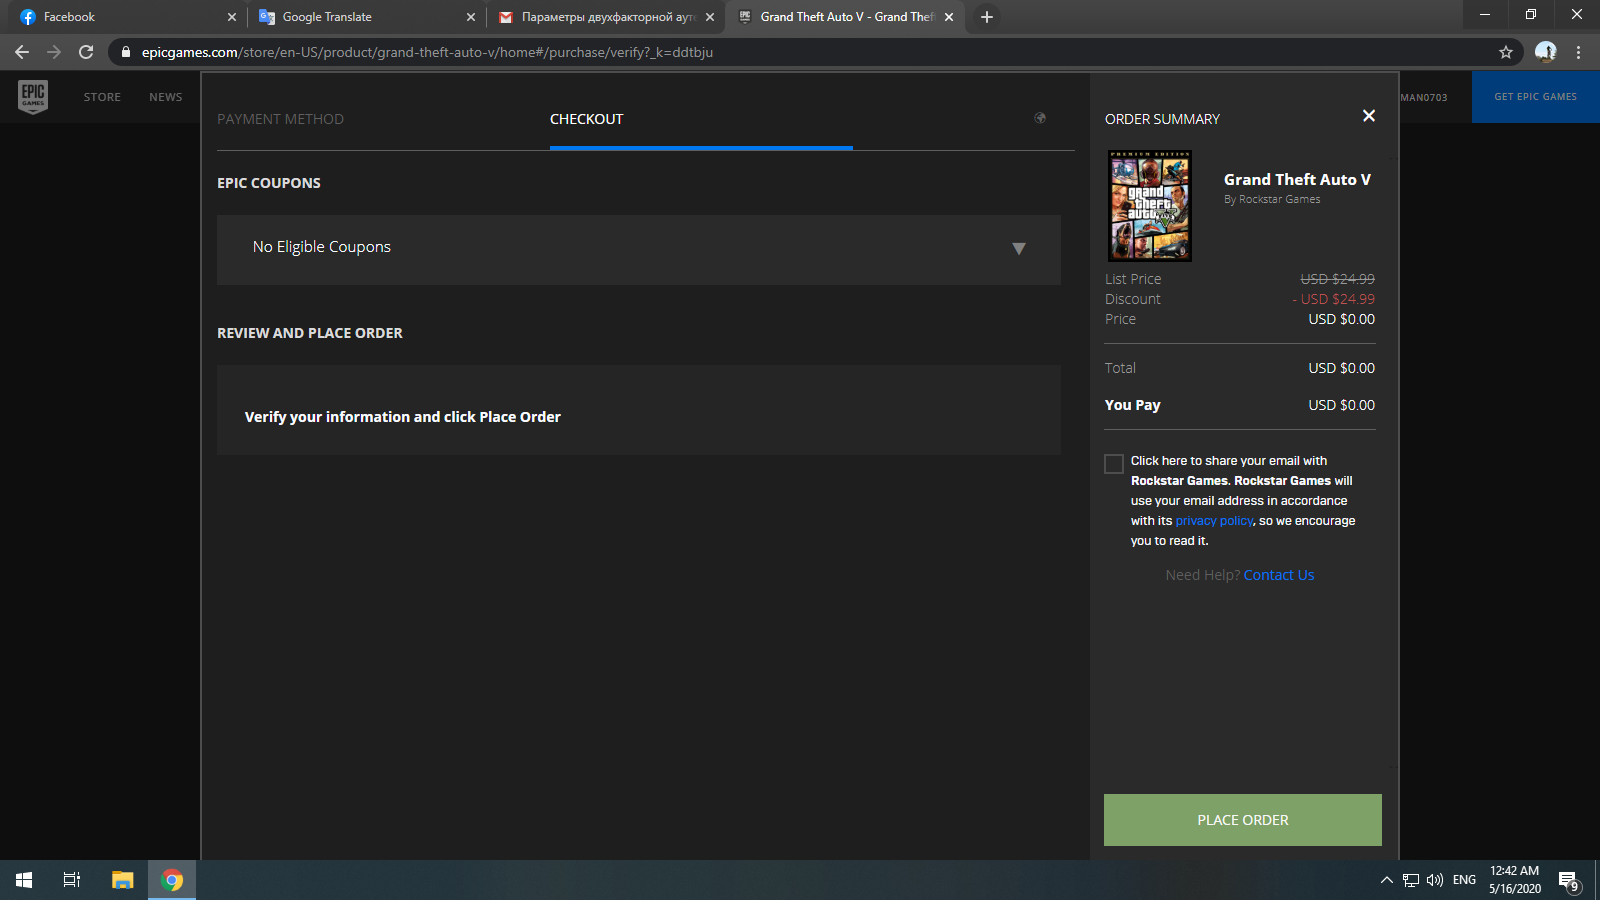 Facebook
Google Translate
Параметры двухфакторной ауте
Grand Theft Auto V - Grand Thef
epicgames.com/store/en-US/product/grand-theft-auto-v/home#/purchase/verify?_k=ddtbju
EPIC
GAMES
STORE
NEWS
MAN0703
GET EPIC GAMES
PAYMENT METHOD
CHECKOUT
EPIC COUPONS
No Eligible Coupons
REVIEW AND PLACE ORDER
Verify your information and click Place Order
ORDER SUMMARY
PREMIUM EDITION
grand
theft
auto
Grand Theft Auto V
By Rockstar Games
List Price USD $24.99
Discount - USD $24.99
Price USD $0.00
Total USD $0.00
You Pay USD $0.00
Click here to share your email with
Rockstar Games. Rockstar Games will
use your email address in accordance
with its privacy policy, so we encourage
you to read it.
Need Help? Contact Us
PLACE ORDER
ENG
12:42 AM
5/16/2020
9